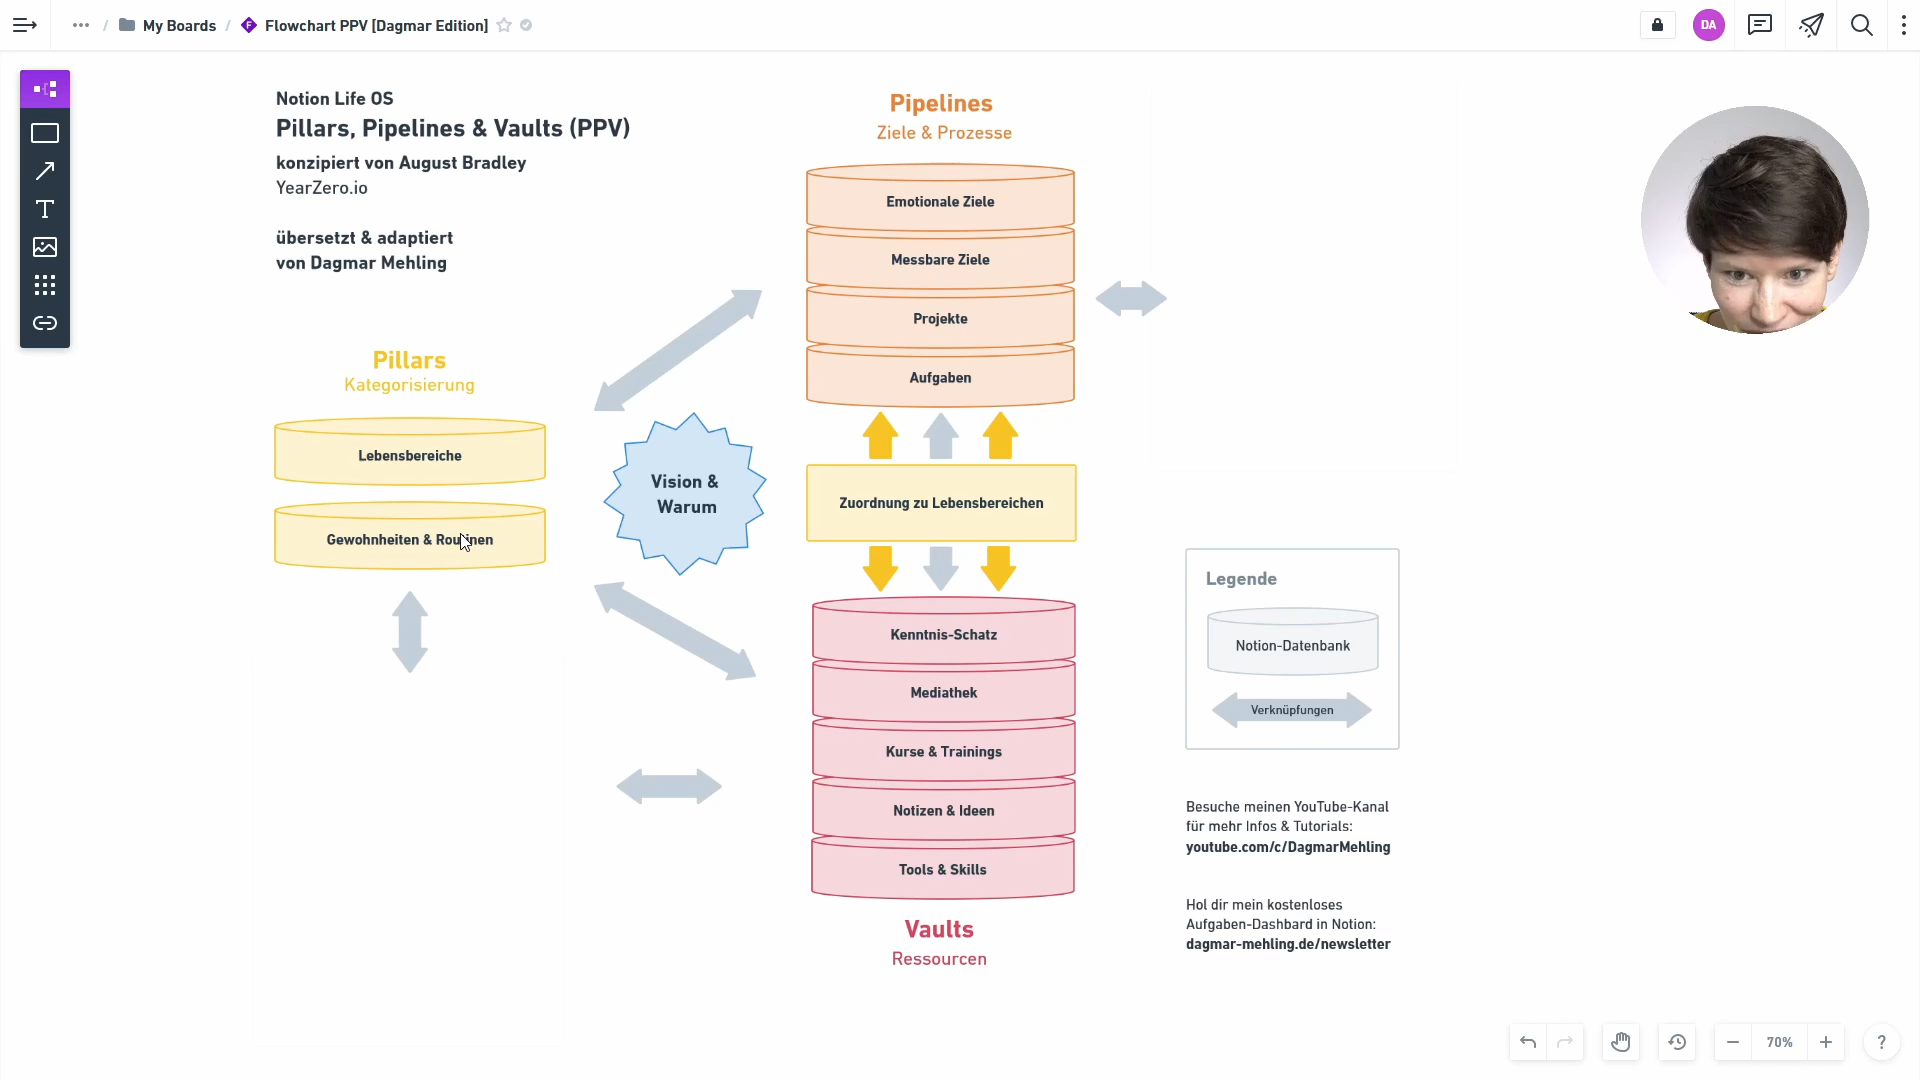 ... / My Boards / F Flowchart PPV [Dagmar Edition]
DA
Notion Life OS
Pillars, Pipelines & Vaults (PPV)
konzipiert von August Bradley
YearZero.io
übersetzt & adaptiert
von Dagmar Mehling
Pipelines
Ziele & Prozesse
Emotionale Ziele
Messbare Ziele
Projekte
Aufgaben
Pillars
Kategorisierung
Lebensbereiche
Gewohnheiten & Routinen
Vision &
Warum
Zuordnung zu Lebensbereichen
Kenntnis-Schatz
Mediathek
Kurse & Trainings
Notizen & Ideen
Tools & Skills
Vaults
Ressourcen
Legende
Notion-Datenbank
Verknüpfungen
Besuche meinen YouTube-Kanal
für mehr Infos & Tutorials:
youtube.com/c/DagmarMehling
Hol dir mein kostenloses
Aufgaben-Dashbard in Notion:
dagmar-mehling.de/newsletter
70%
?